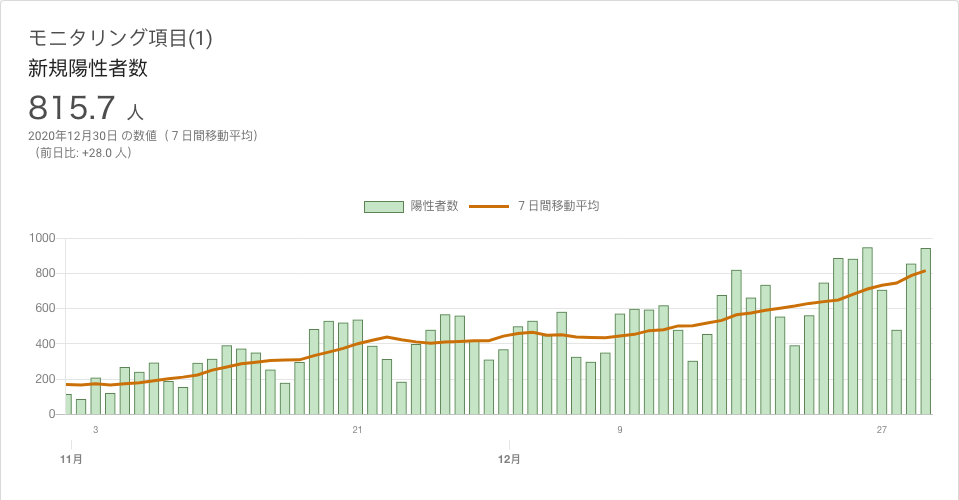 モニタリング項目(1)
新規陽性者数
815.7 人
2020年12月30日 の数値（７日間移動平均）
（前日比: +28.0 人）
陽性者数 ７日間移動平均
1000
800
600
400
200
0
3 21 9 27
11月 12月